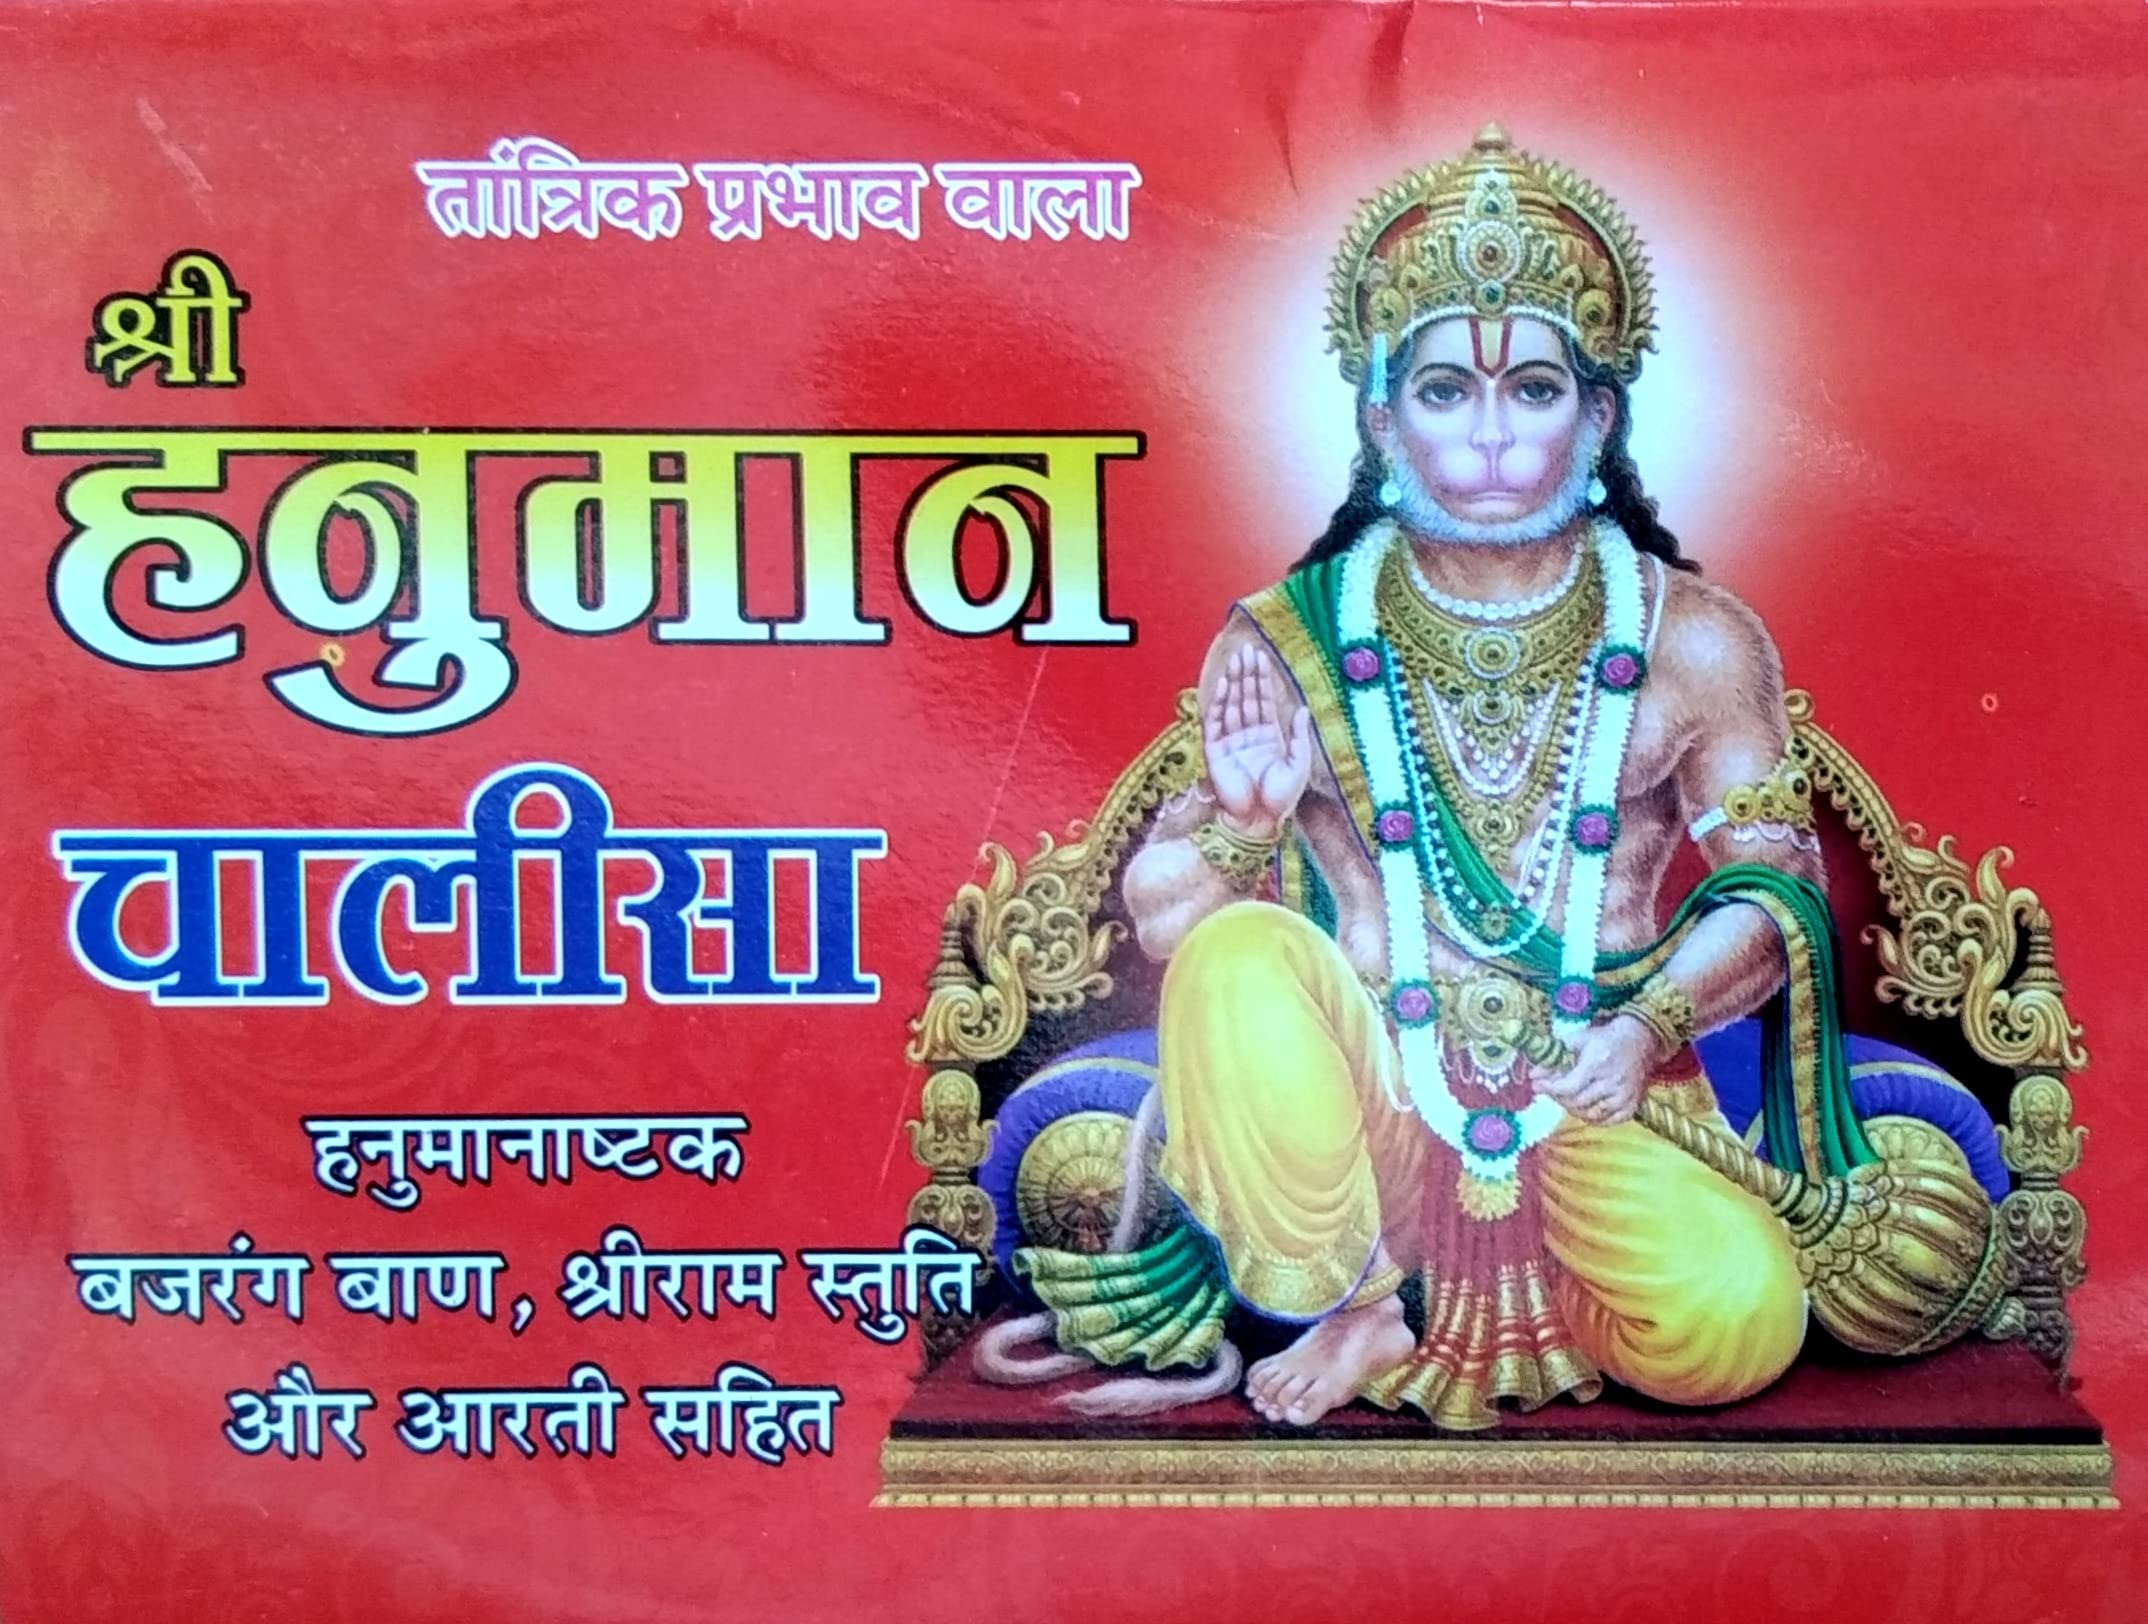 तांत्रिक प्रभाव वाला
श्री
हनुमान
चालीसा
हनुमानाष्टक
बजरंग बाण, श्रीराम स्तुति
और आरती सहित